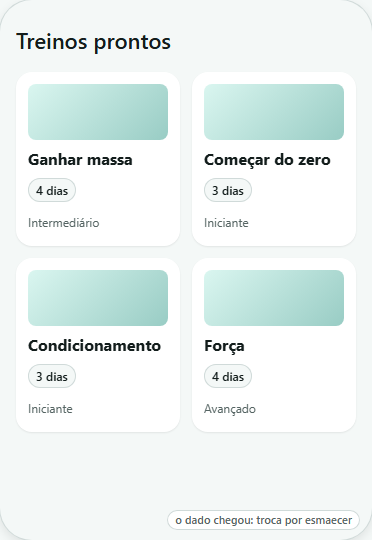 Treinos prontos
Ganhar massa
4 dias
Intermediário
Começar do zero
3 dias
Iniciante
Condicionamento
3 dias
Iniciante
Força
4 dias
Avançado
o dado chegou: troca por esmaecer